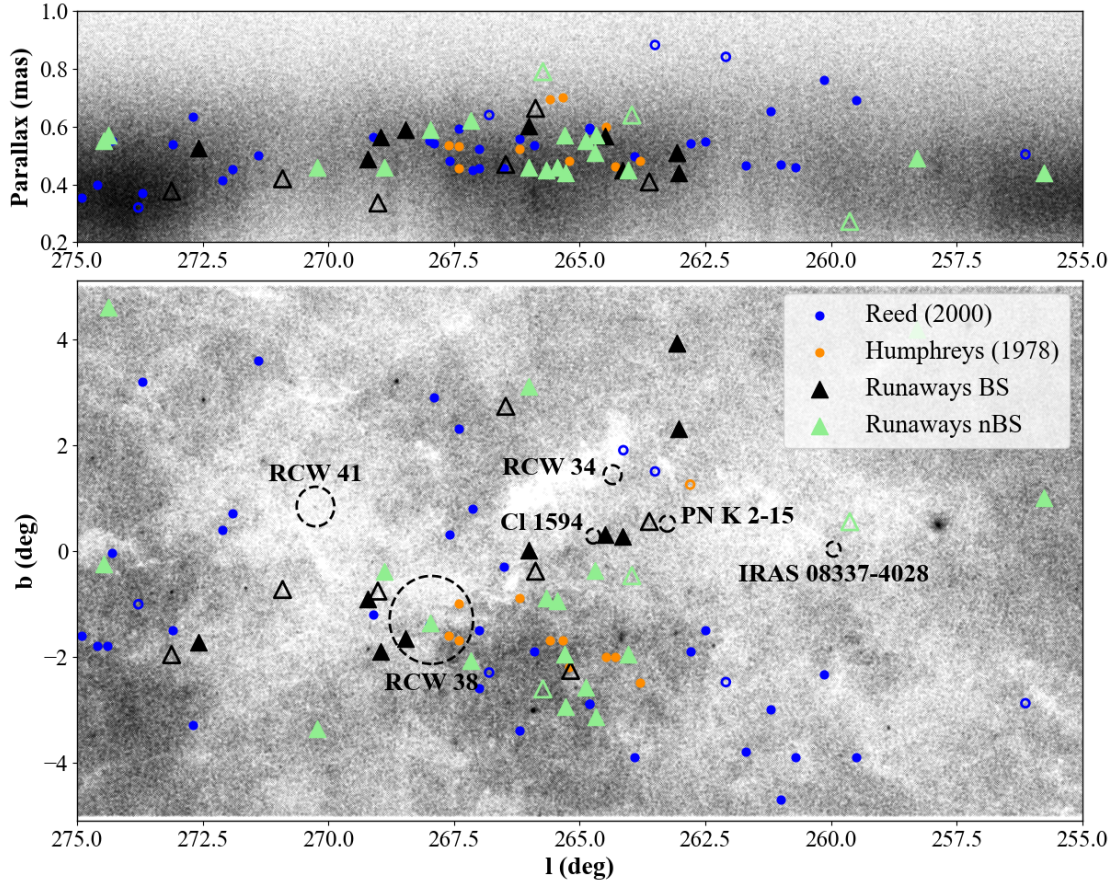 1.0
0.8
0.6
0.4
0.2
Parallax (mas)
275.0 272.5 270.0 267.5 265.0 262.5 260.0 257.5 255.0
Reed (2000)
Humphreys (1978)
Runaways BS
Runaways nBS
4
2
0
−2
−4
b (deg)
RCW 41
RCW 34
Cl 1594
PN K 2-15
IRAS 08337-4028
RCW 38
275.0 272.5 270.0 267.5 265.0 262.5 260.0 257.5 255.0
l (deg)